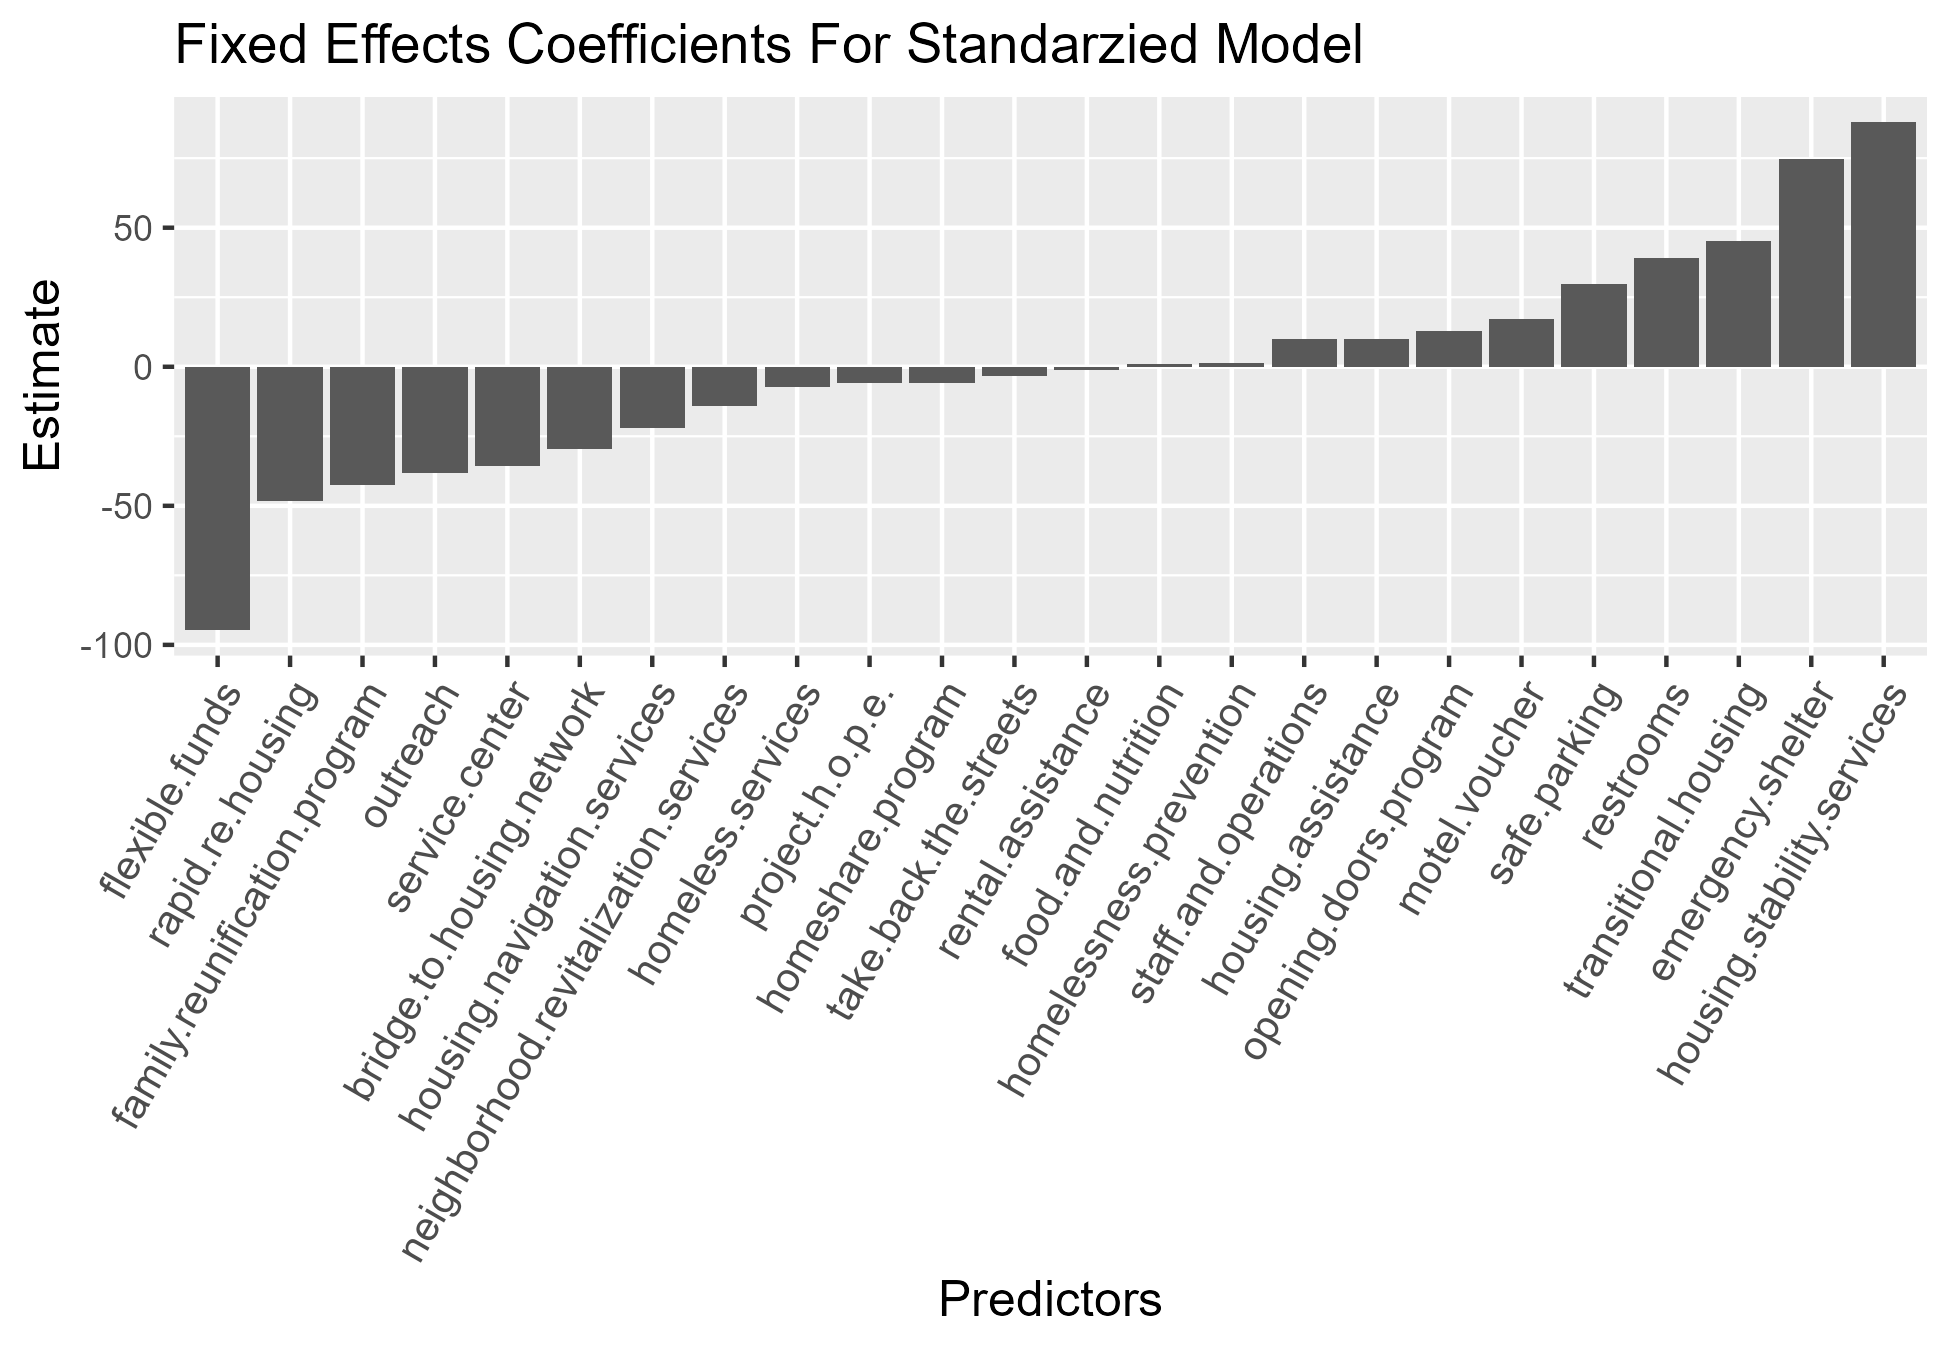 Fixed Effects Coefficients For Standarzied Model
Estimate
50
0
-50
-100
flexible.funds
rapid.re.housing
family.reunification.program
outreach
service.center
bridge.to.housing.network
housing.navigation.services
neighborhood.revitalization.services
homeless.services
project.h.o.p.e.
homeshare.program
take.back.the.streets
rental.assistance
food.and.nutrition
homelessness.prevention
staff.and.operations
housing.assistance
opening.doors.program
motel.voucher
safe.parking
restrooms
transitional.housing
emergency.shelter
housing.stability.services
Predictors